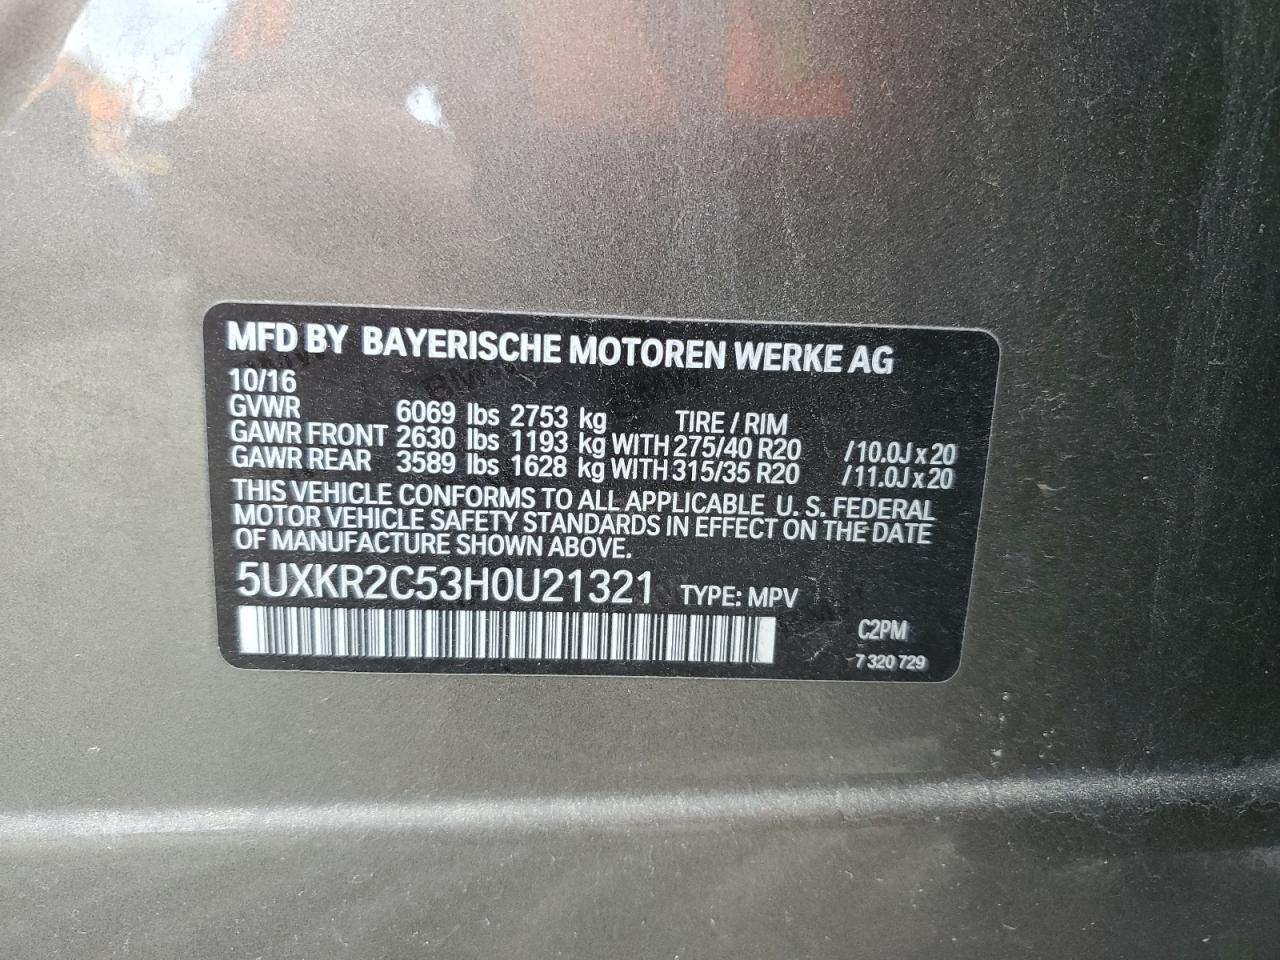 MFD BY BAYERISCHE MOTOREN WERKE AG
10/16
GVWR 6069 lbs 2753 kg TIRE / RIM
GAWR FRONT 2630 lbs 1193 kg WITH 275/40 R20 / 10.0J x 20
GAWR REAR 3589 lbs 1628 kg WITH 315/35 R20 / 11.0J x 20
THIS VEHICLE CONFORMS TO ALL APPLICABLE U. S. FEDERAL
MOTOR VEHICLE SAFETY STANDARDS IN EFFECT ON THE DATE
OF MANUFACTURE SHOWN ABOVE.
5UXKR2C53H0U21321 TYPE: MPV
C2PM
7 320 729